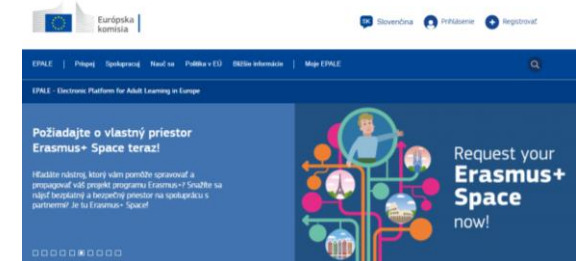 Európska
komisia
SK Slovenčina
Prihlásenie
Registrovať
EPALE | Prispej Spolupracuj Nauč sa Politika v EÚ Bližšie informácie | Moje EPALE
EPALE - Electronic Platform for Adult Learning in Europe
Požiadajte o vlastný priestor
Erasmus+ Space teraz!
Hľadáte nástroj, ktorý vám pomôže spravovať a
propagovať váš projekt programu Erasmus+? Snažíte sa
nájsť bezplatný a bezpečný priestor na spoluprácu s
partnermi? Je tu Erasmus+ Space!
Request your
Erasmus+
Space
now!